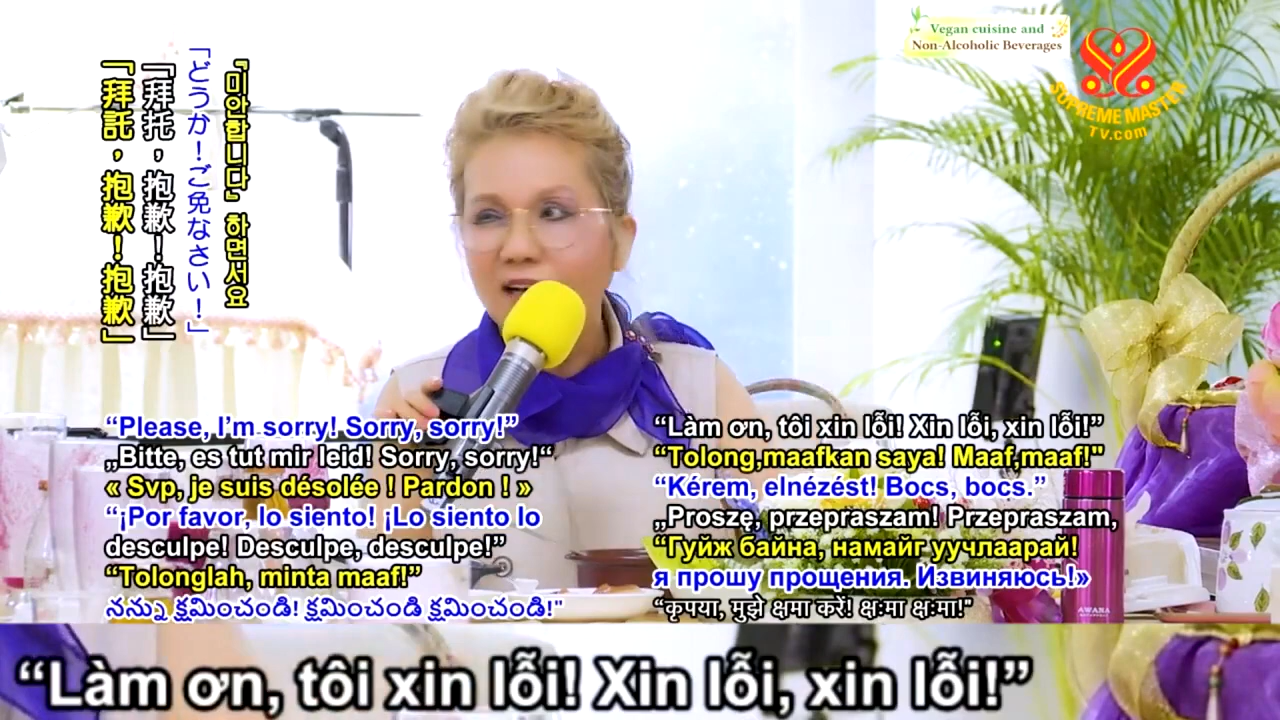 Vegan cuisine and
Non-Alcoholic Beverages
SUPREME MASTER
TV.com
『미안합니다』 하면서요
「どうか！ご免なさい！」
「拜托，抱歉！抱歉」
「拜託，抱歉！抱歉」
“Please, I’m sorry! Sorry, sorry!”
„Bitte, es tut mir leid! Sorry, sorry!“
« Svp, je suis désolée ! Pardon ! »
“¡Por favor, lo siento! ¡Lo siento lo
desculpe! Desculpe, desculpe!”
“Tolonglah, minta maaf!”
నన్ను క్షమించండి! క్షమించండి క్షమించండి!"
“Làm ơn, tôi xin lỗi! Xin lỗi, xin lỗi!”
“Tolong,maafkan saya! Maaf,maaf!"
“Kérem, elnézést! Bocs, bocs.”
„Proszę, przepraszam! Przepraszam,
“Гуйж байна, намайг уучлаарай!
я прошу прощения. Извиняюсь!»
“कृपया, मुझे क्षमा करें! क्षःमा क्षःमा!"
AWANA
“Làm ơn, tôi xin lỗi! Xin lỗi, xin lỗi!”